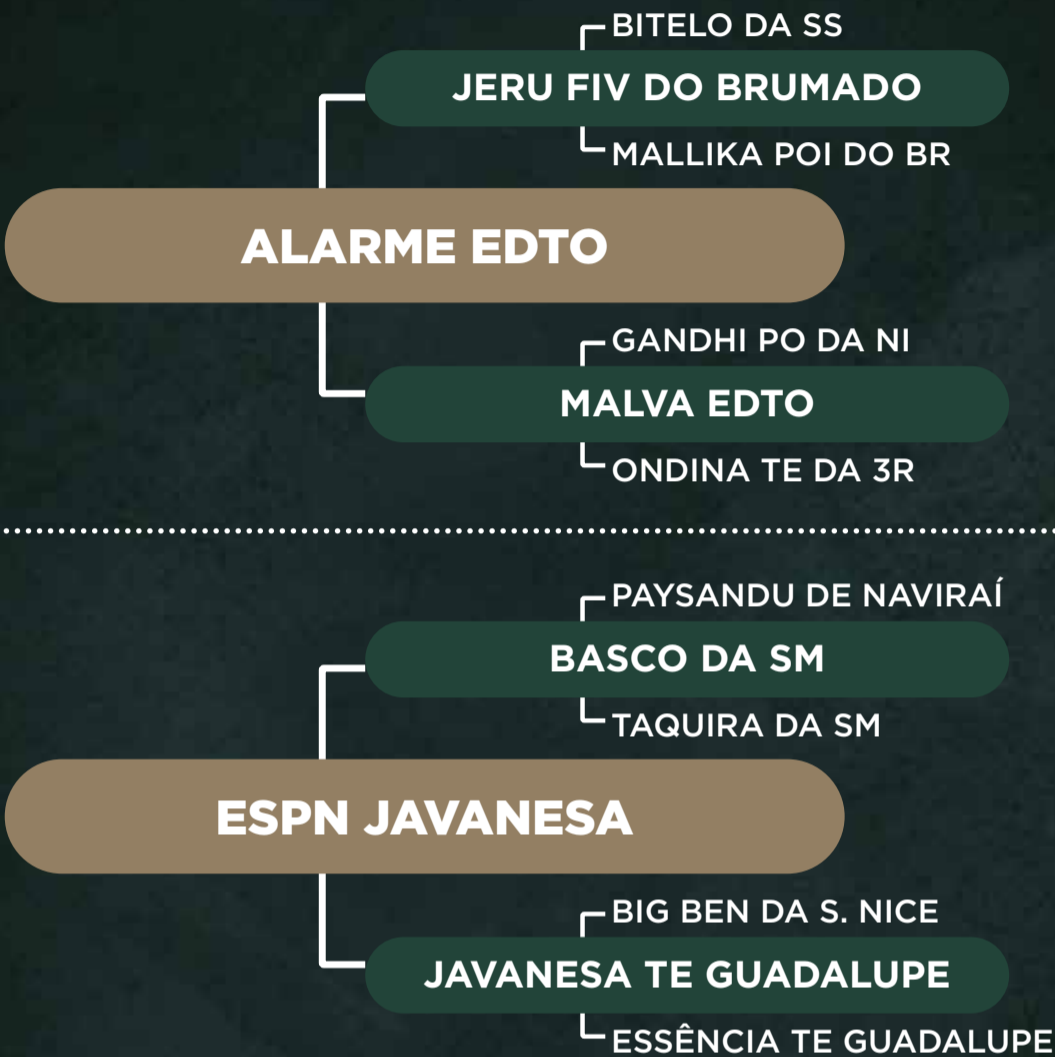 BITELO DA SS
JERU FIV DO BRUMADO
MALLIKA POI DO BR
ALARME EDTO
GANDHI PO DA NI
MALVA EDTO
ONDINA TE DA 3R
PAYSANDU DE NAVIRAÍ
BASCO DA SM
TAQUIRA DA SM
ESPN JAVANESA
BIG BEN DA S. NICE
JAVANESA TE GUADALUPE
ESSÊNCIA TE GUADALUPE